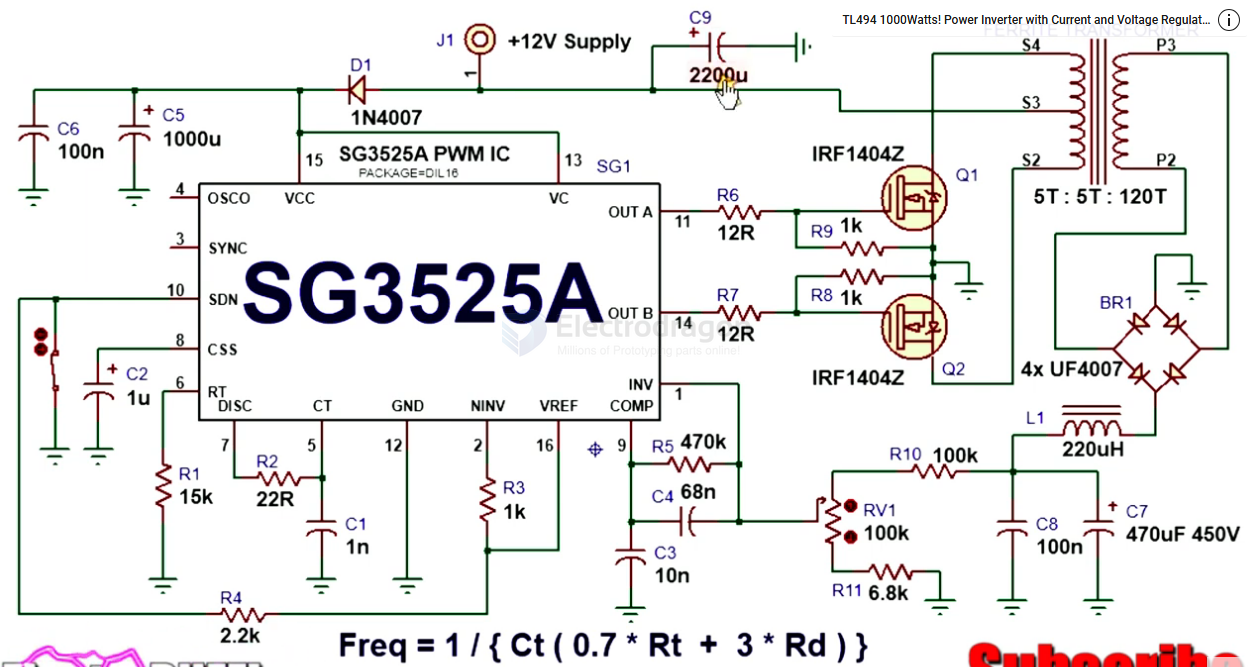 TL494 1000Watts! Power Inverter with Current and Voltage Regulat...
i
FERRITE TRANSFORMER
C9
+
2200u
J1
+12V Supply
1
D1
1N4007
C6
100n
+
C5
1000u
S4
P3
S3
S2
P2
5T : 5T : 120T
15
SG3525A PWM IC
PACKAGE=DIL16
13
SG1
IRF1404Z
Q1
4
OSCO
VCC
VC
OUT A
11
R6
12R
R9
1k
3
SYNC
10
SDN
SG3525A
OUT B
14
R7
12R
R8
1k
Electrodragon
Millions of Prototyping parts online!
BR1
4x UF4007
IRF1404Z
Q2
8
CSS
+
C2
1u
6
RT
DISC
CT
GND
NINV
VREF
COMP
INV
1
7
5
12
2
16
9
R5
470k
C4
68n
L1
220uH
R10
100k
R1
15k
R2
22R
C1
1n
R3
1k
C3
10n
RV1
100k
R11
6.8k
C8
100n
+
C7
470uF 450V
R4
2.2k
Freq = 1 / { Ct ( 0.7 * Rt + 3 * Rd ) }
Subscribe